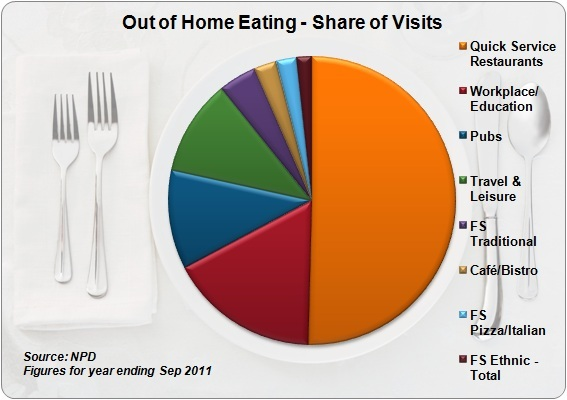 Out of Home Eating - Share of Visits
Quick Service
Restaurants
Workplace/
Education
Pubs
Travel &
Leisure
FS
Traditional
Café/Bistro
FS
Pizza/Italian
FS Ethnic -
Total
Source: NPD
Figures for year ending Sep 2011